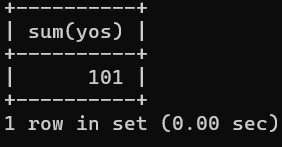 +----------+
| sum(yos) |
+----------+
|      101 |
+----------+
1 row in set (0.00 sec)